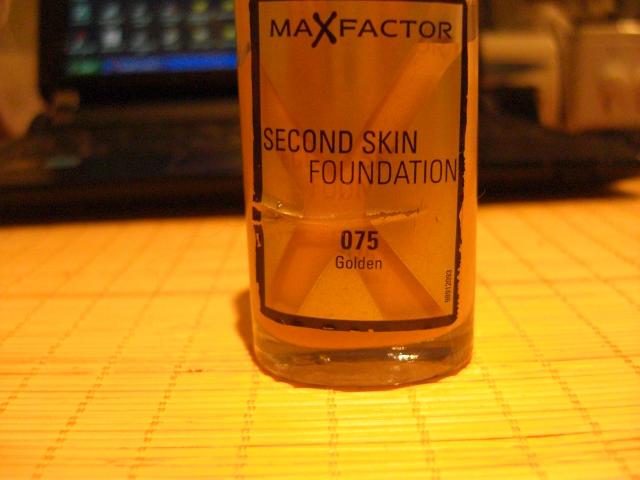 MAXFACTOR
SECOND SKIN
FOUNDATION
075
Golden